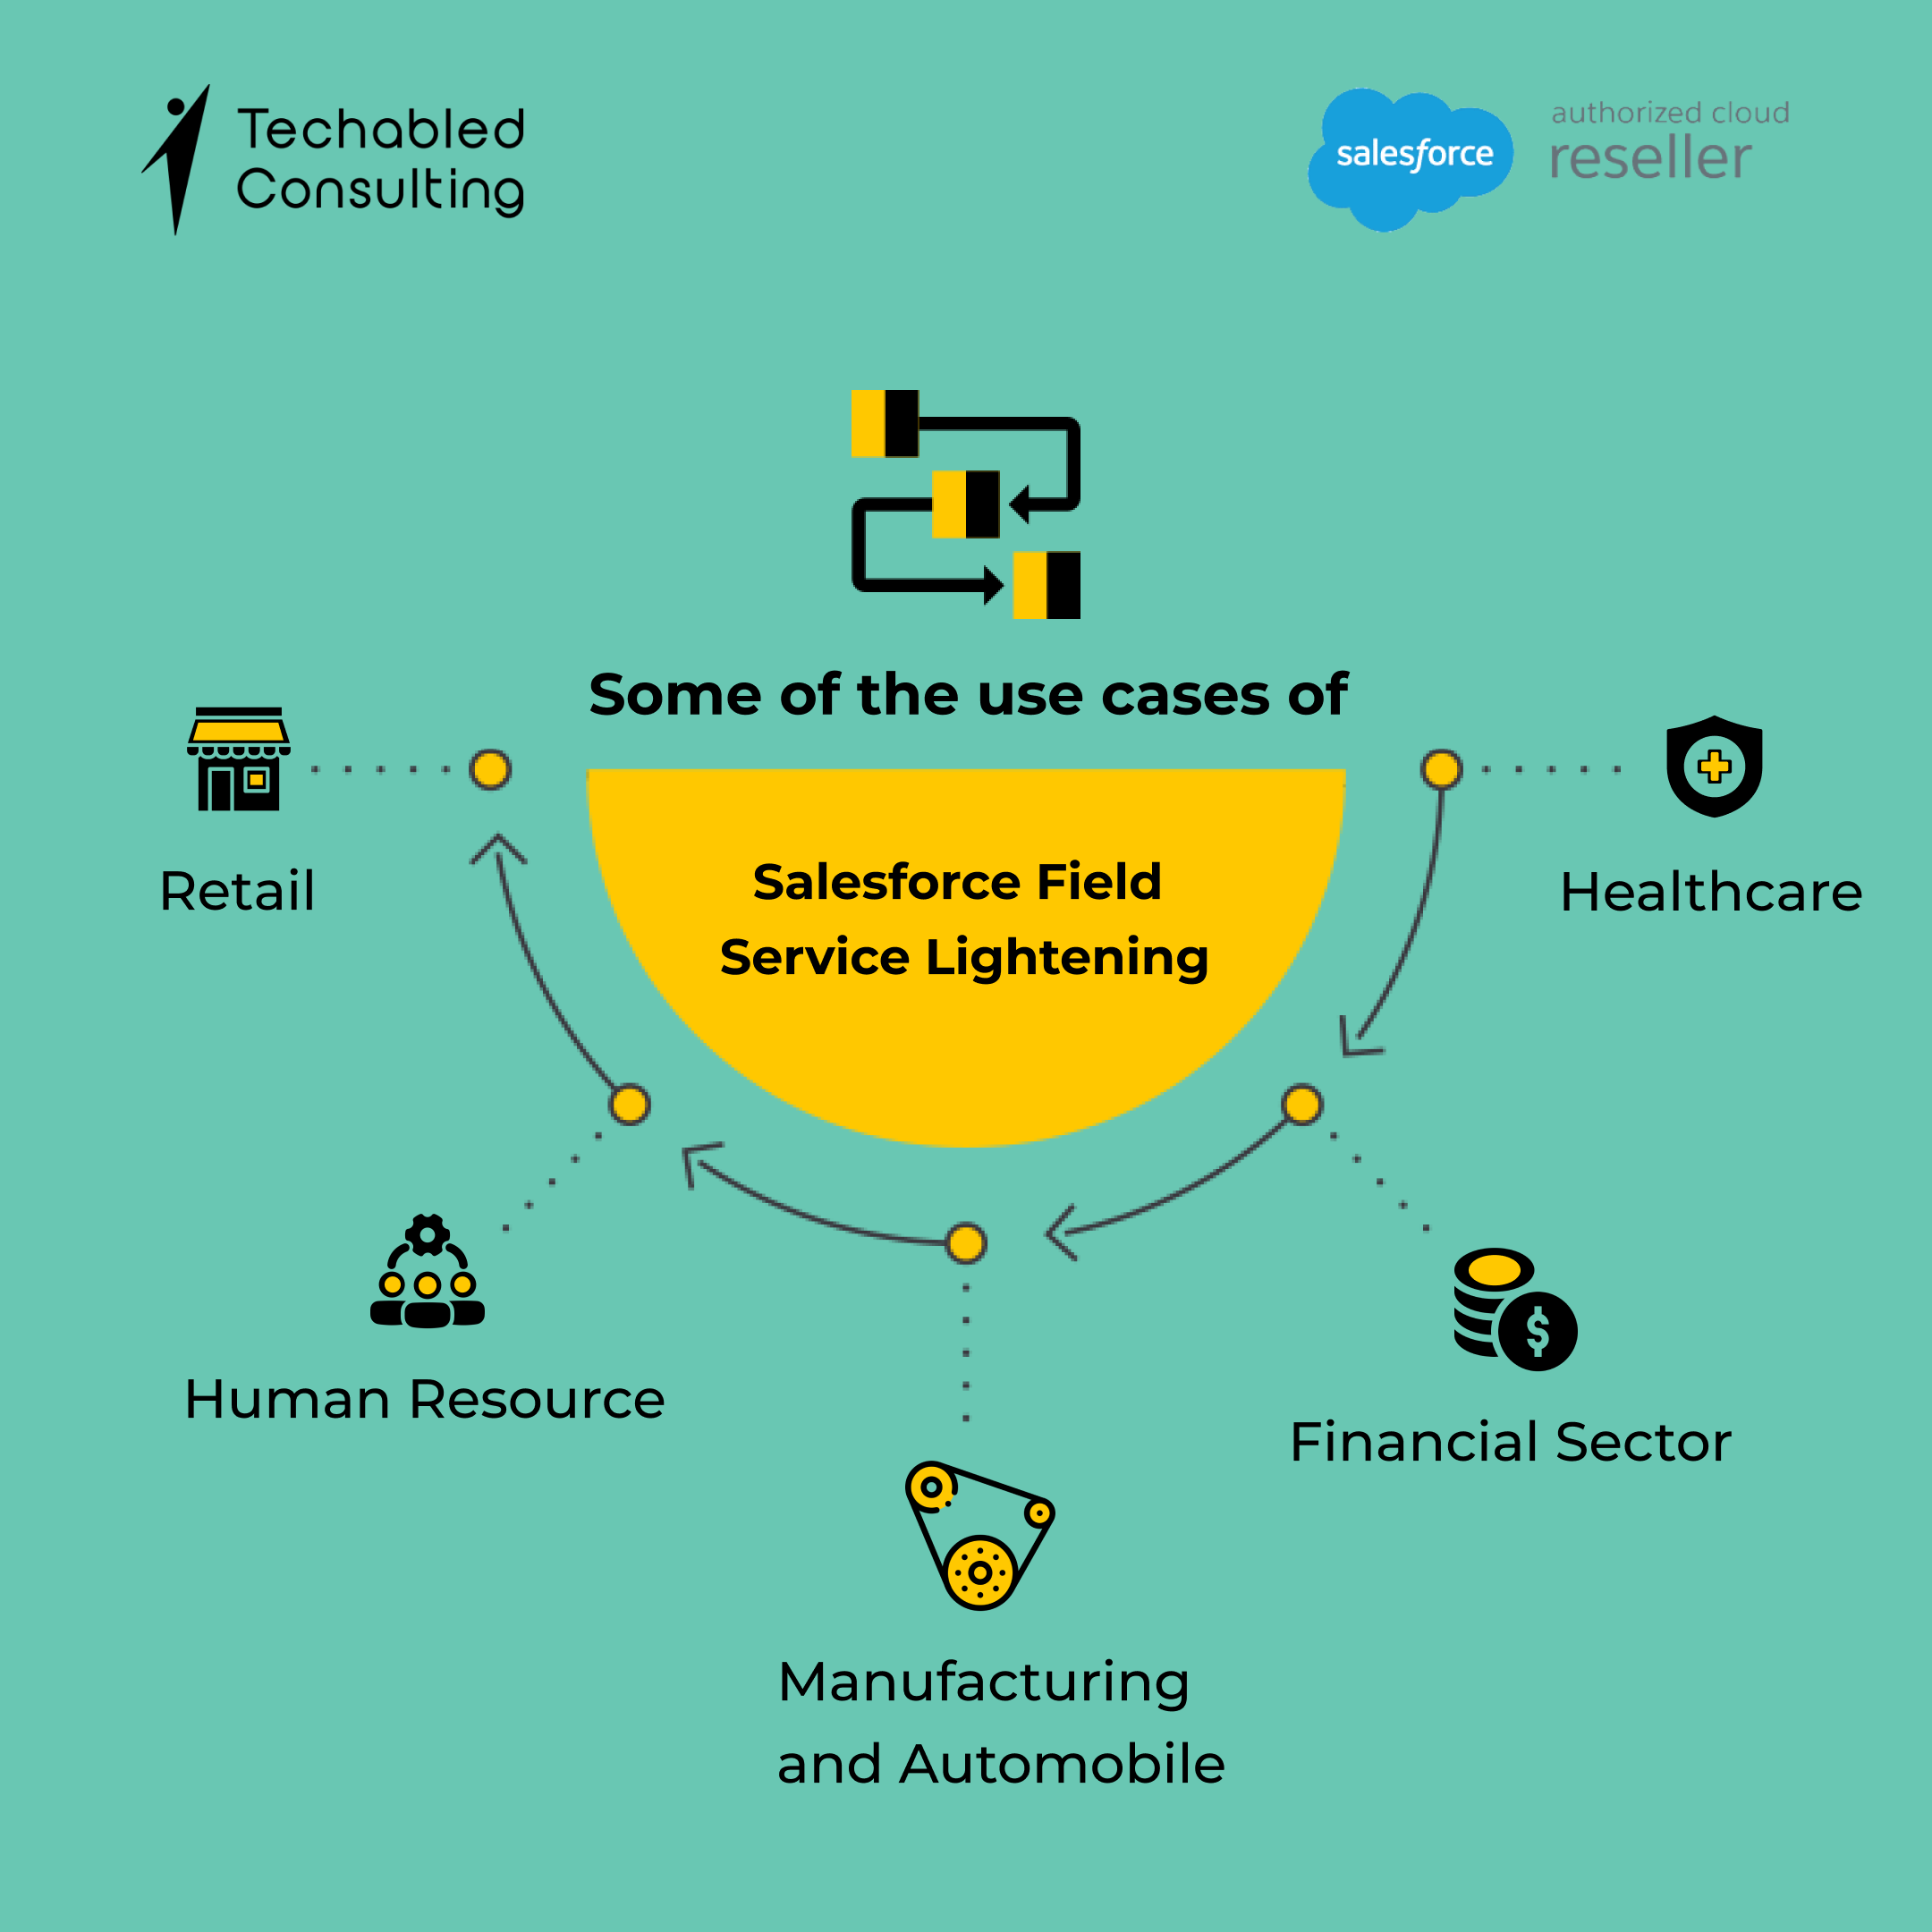 Techabled
Consulting
salesforce
authorized cloud
reseller
Some of the use cases of
Salesforce Field
Service Lightening
Retail
Healthcare
Human Resource
Financial Sector
$
Manufacturing
and Automobile